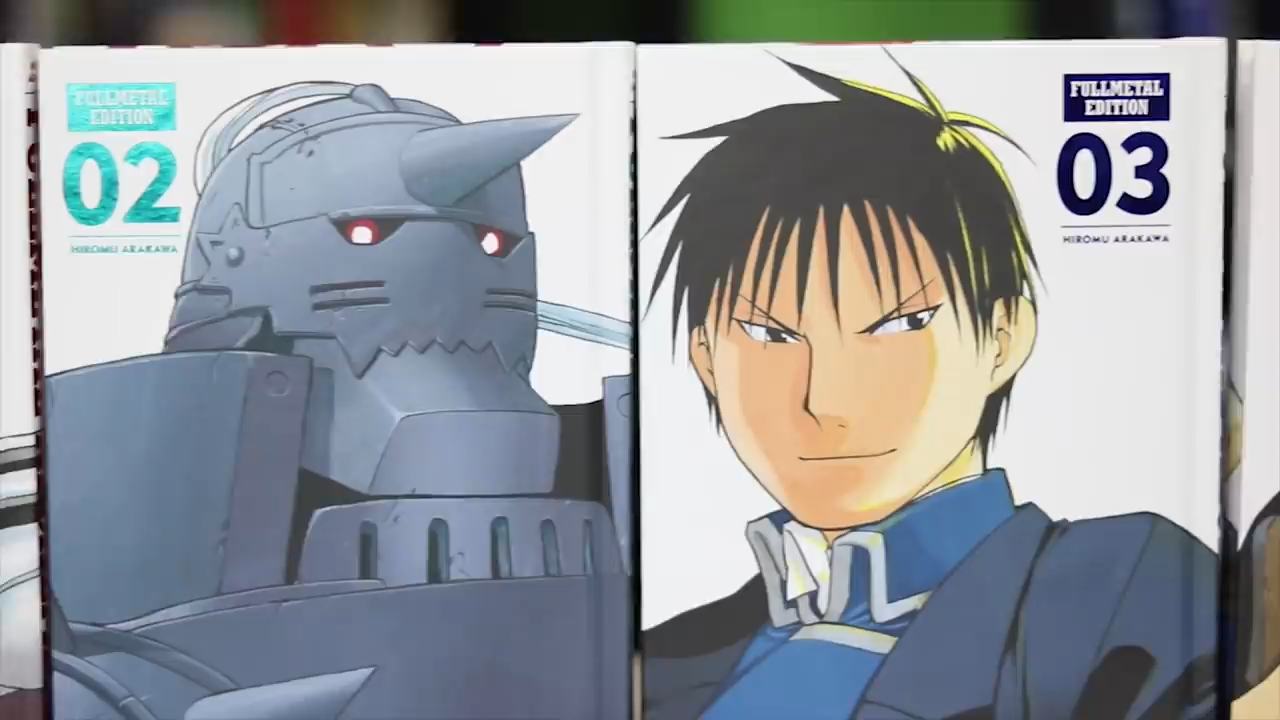 FULLMETAL
EDITION
02
HIROMU ARAKAWA
FULLMETAL
EDITION
03
HIROMU ARAKAWA